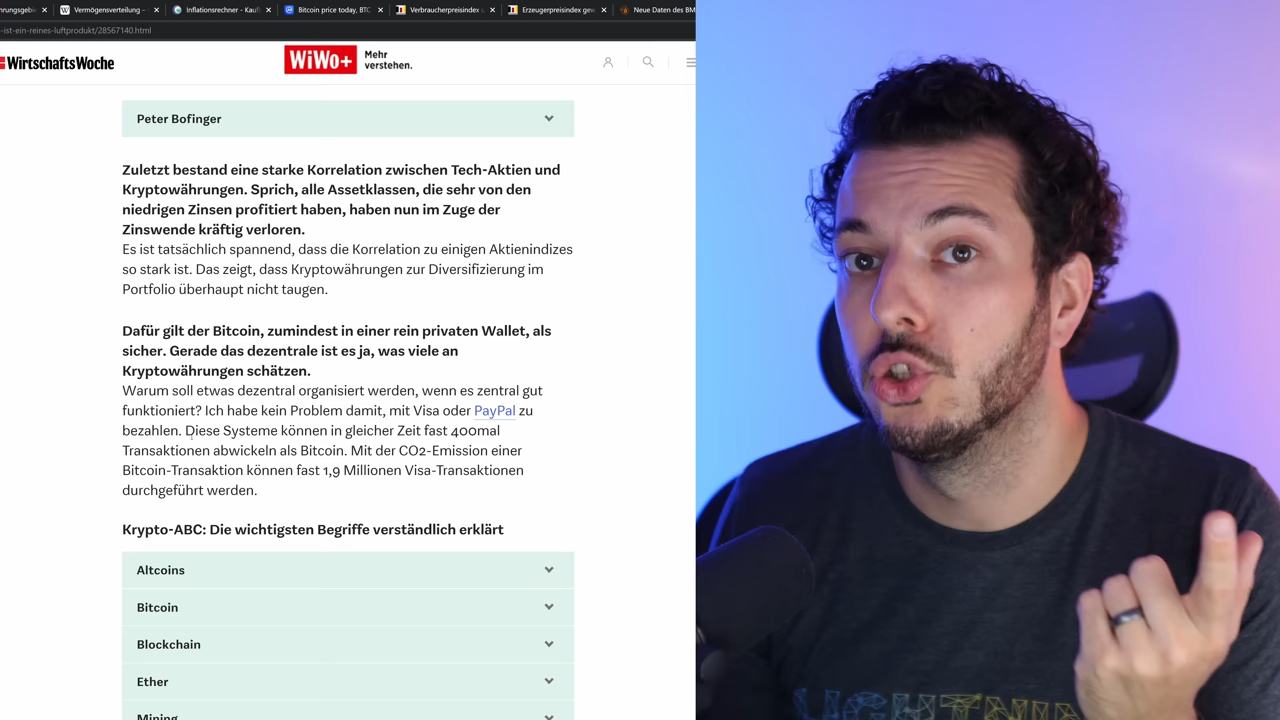 hrungsgebi
Vermögensverteilung –
Inflationsrechner - Kauf
Bitcoin price today, BTC
Verbraucherpreisindex u
Erzeugerpreisindex gew
Neue Daten des BM
-ist-ein-reines-luftprodukt/28567140.html
WirtschaftsWoche
WiWo+
Mehr
verstehen.
Peter Bofinger
Zuletzt bestand eine starke Korrelation zwischen Tech-Aktien und
Kryptowährungen. Sprich, alle Assetklassen, die sehr von den
niedrigen Zinsen profitiert haben, haben nun im Zuge der
Zinswende kräftig verloren.
Es ist tatsächlich spannend, dass die Korrelation zu einigen Aktienindizes
so stark ist. Das zeigt, dass Kryptowährungen zur Diversifizierung im
Portfolio überhaupt nicht taugen.
Dafür gilt der Bitcoin, zumindest in einer rein privaten Wallet, als
sicher. Gerade das dezentrale ist es ja, was viele an
Kryptowährungen schätzen.
Warum soll etwas dezentral organisiert werden, wenn es zentral gut
funktioniert? Ich habe kein Problem damit, mit Visa oder PayPal zu
bezahlen. Diese Systeme können in gleicher Zeit fast 400mal
Transaktionen abwickeln als Bitcoin. Mit der CO2-Emission einer
Bitcoin-Transaktion können fast 1,9 Millionen Visa-Transaktionen
durchgeführt werden.
Krypto-ABC: Die wichtigsten Begriffe verständlich erklärt
Altcoins
Bitcoin
Blockchain
Ether
Mining